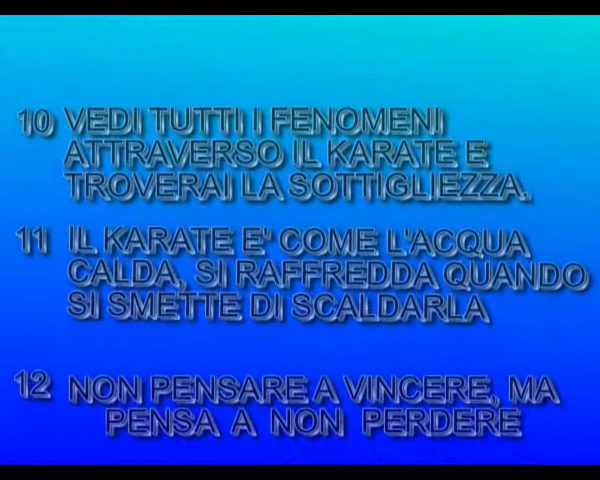 10 VEDI TUTTI I FENOMENI
ATTRAVERSO IL KARATE E
TROVERAI LA SOTTIGLIEZZA.
11 IL KARATE E' COME L'ACQUA
CALDA, SI RAFFREDDA QUANDO
SI SMETTE DI SCALDARLA
12 NON PENSARE A VINCERE, MA
PENSA A NON PERDERE